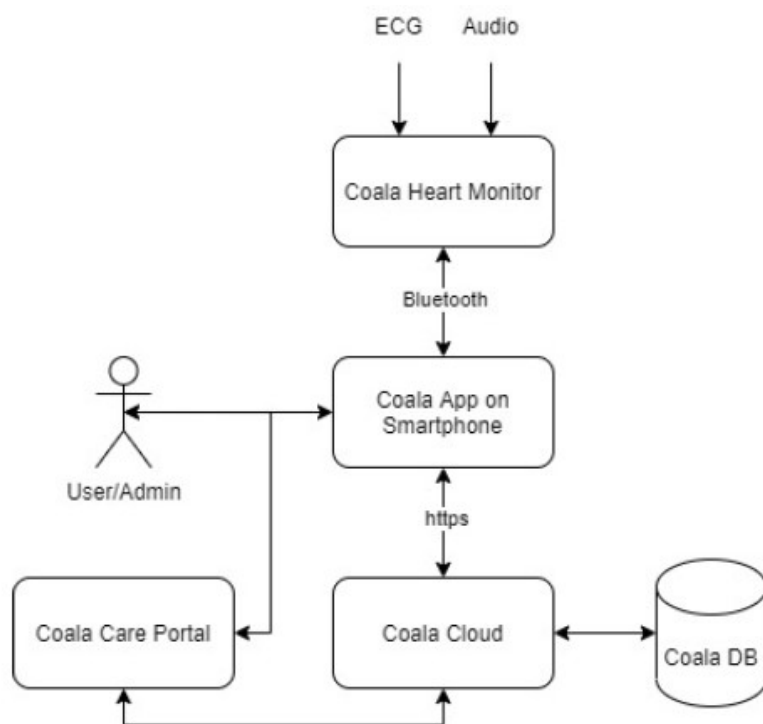 ECG Audio
Coala Heart Monitor
Bluetooth
Coala App on
Smartphone
User/Admin
https
Coala Care Portal
Coala Cloud
Coala DB